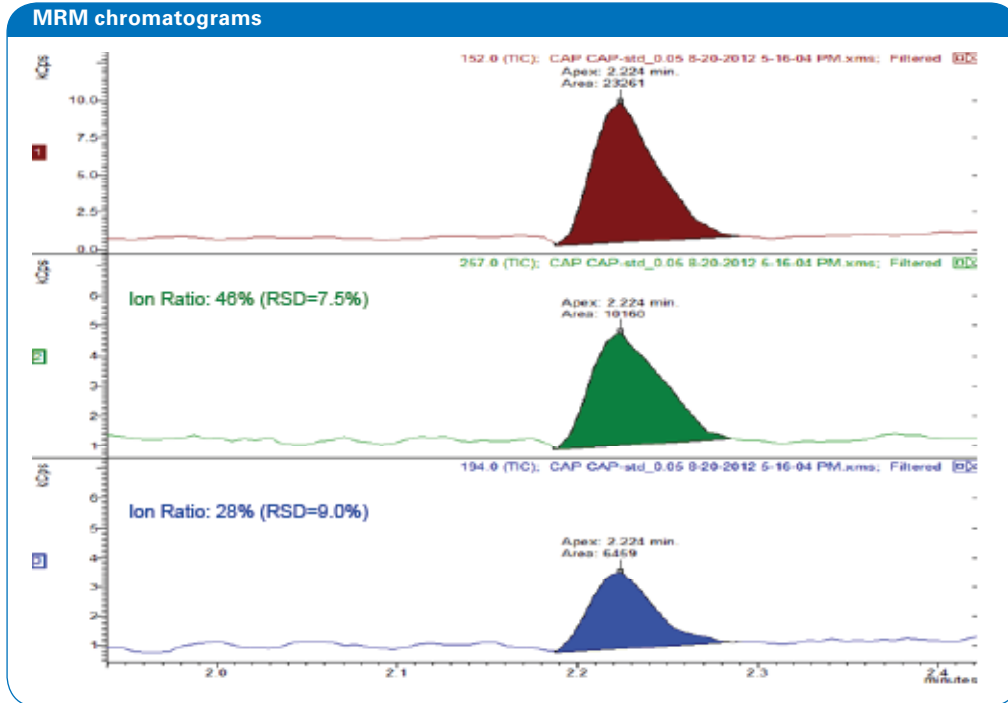 MRM chromatograms
kCps
152.0 (TIC); CAP CAP-std_0.05 8-20-2012 5-16-04 PM.xms; Filtered
Apex: 2.224 min.
Area: 23261
10.0
7.5
1
5.0
2.5
0.0
kCps
257.0 (TIC); CAP CAP-std_0.05 8-20-2012 5-16-04 PM.xms; Filtered
6
Ion Ratio: 46% (RSD=7.5%)
Apex: 2.224 min.
Area: 10160
5
2
4
3
2
1
kCps
194.0 (TIC); CAP CAP-std_0.05 8-20-2012 5-16-04 PM.xms; Filtered
6
Ion Ratio: 28% (RSD=9.0%)
5
Apex: 2.224 min.
Area: 6459
4
3
3
2
1
2.0 2.1 2.2 2.3 2.4
minutes